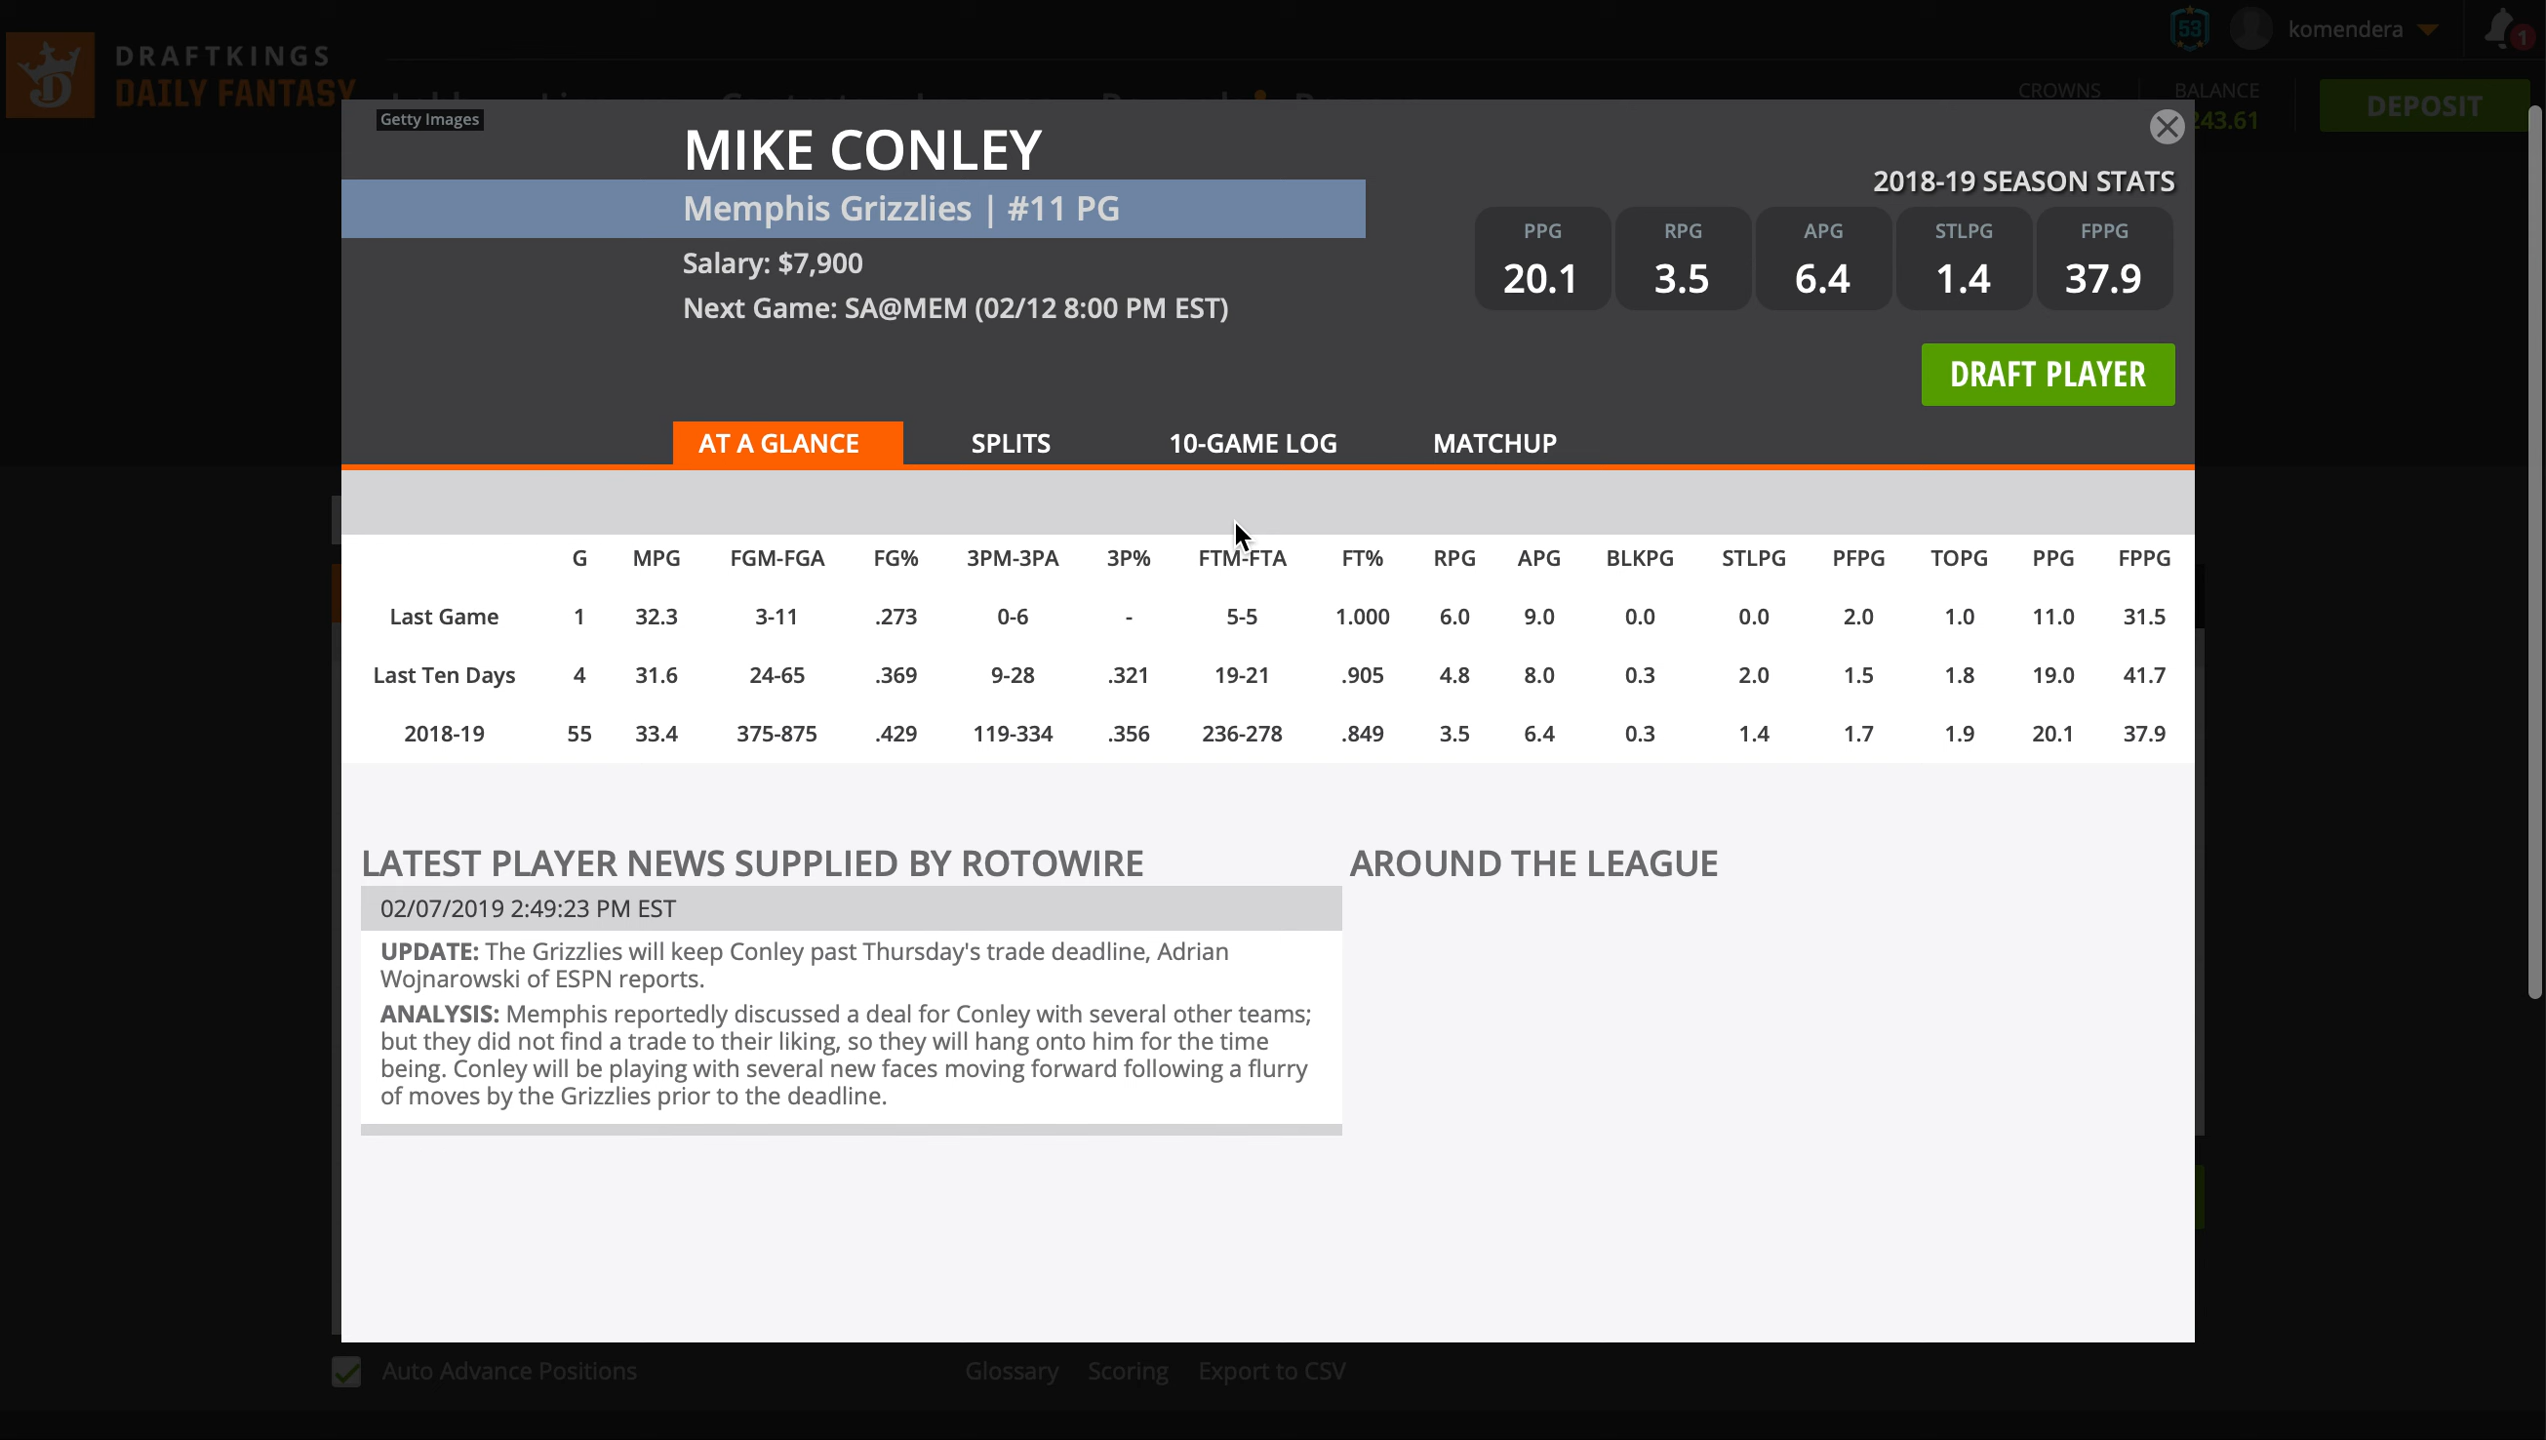 DRAFTKINGS
DAILY FANTASY
53
komendera
1
CROWNS
BALANCE
243.61
DEPOSIT
Getty Images
MIKE CONLEY
Memphis Grizzlies | #11 PG
Salary: $7,900
Next Game: SA@MEM (02/12 8:00 PM EST)
2018-19 SEASON STATS
PPG RPG APG STLPG FPPG
20.1 3.5 6.4 1.4 37.9
DRAFT PLAYER
AT A GLANCE SPLITS 10-GAME LOG MATCHUP
G MPG FGM-FGA FG% 3PM-3PA 3P% FTM-FTA FT% RPG APG BLKPG STLPG PFPG TOPG PPG FPPG
Last Game 1 32.3 3-11 .273 0-6 - 5-5 1.000 6.0 9.0 0.0 0.0 2.0 1.0 11.0 31.5
Last Ten Days 4 31.6 24-65 .369 9-28 .321 19-21 .905 4.8 8.0 0.3 2.0 1.5 1.8 19.0 41.7
2018-19 55 33.4 375-875 .429 119-334 .356 236-278 .849 3.5 6.4 0.3 1.4 1.7 1.9 20.1 37.9
LATEST PLAYER NEWS SUPPLIED BY ROTOWIRE
02/07/2019 2:49:23 PM EST
UPDATE: The Grizzlies will keep Conley past Thursday's trade deadline, Adrian
Wojnarowski of ESPN reports.
ANALYSIS: Memphis reportedly discussed a deal for Conley with several other teams;
but they did not find a trade to their liking, so they will hang onto him for the time
being. Conley will be playing with several new faces moving forward following a flurry
of moves by the Grizzlies prior to the deadline.
AROUND THE LEAGUE
Auto Advance Positions
Glossary Scoring Export to CSV